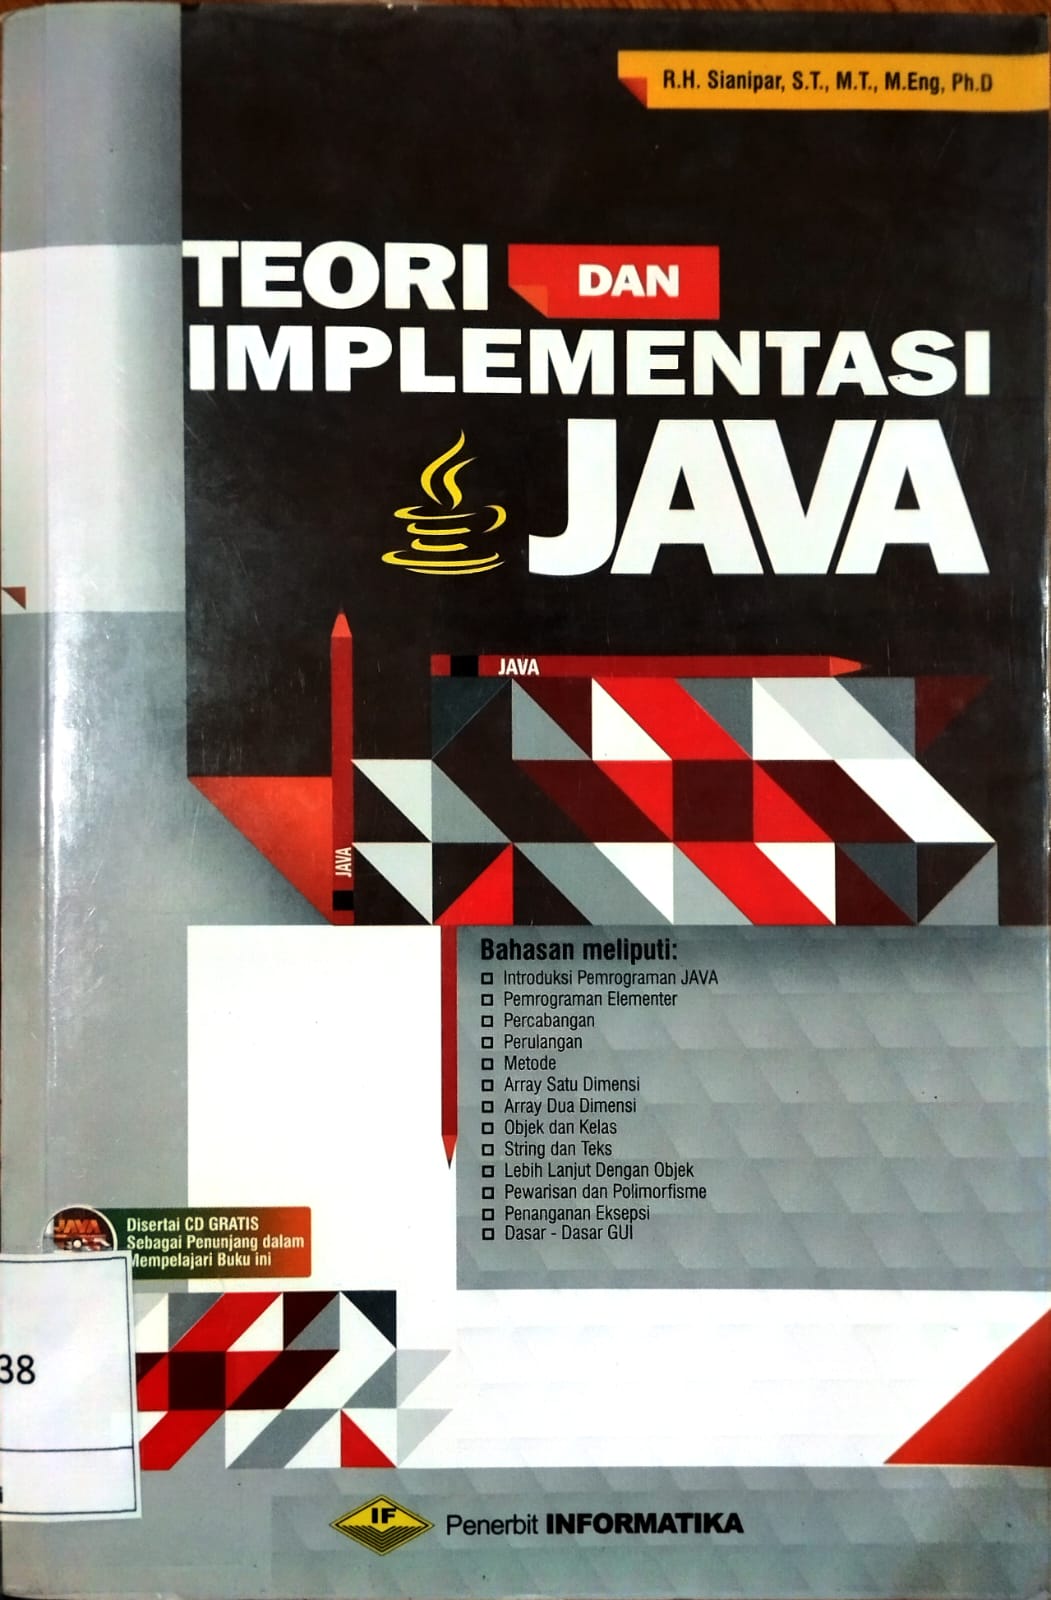 R.H. Sianipar, S.T., M.T., M.Eng, Ph.D
TEORI DAN
IMPLEMENTASI
JAVA
JAVA
JAVA
Bahasan meliputi:
Introduksi Pemrograman JAVA
Pemrograman Elementer
Percabangan
Perulangan
Metode
Array Satu Dimensi
Array Dua Dimensi
Objek dan Kelas
String dan Teks
Lebih Lanjut Dengan Objek
Pewarisan dan Polimorfisme
Penanganan Eksepsi
Dasar - Dasar GUI
JAVA
Disertai CD GRATIS
Sebagai Penunjang dalam
Mempelajari Buku ini
38
IF Penerbit INFORMATIKA